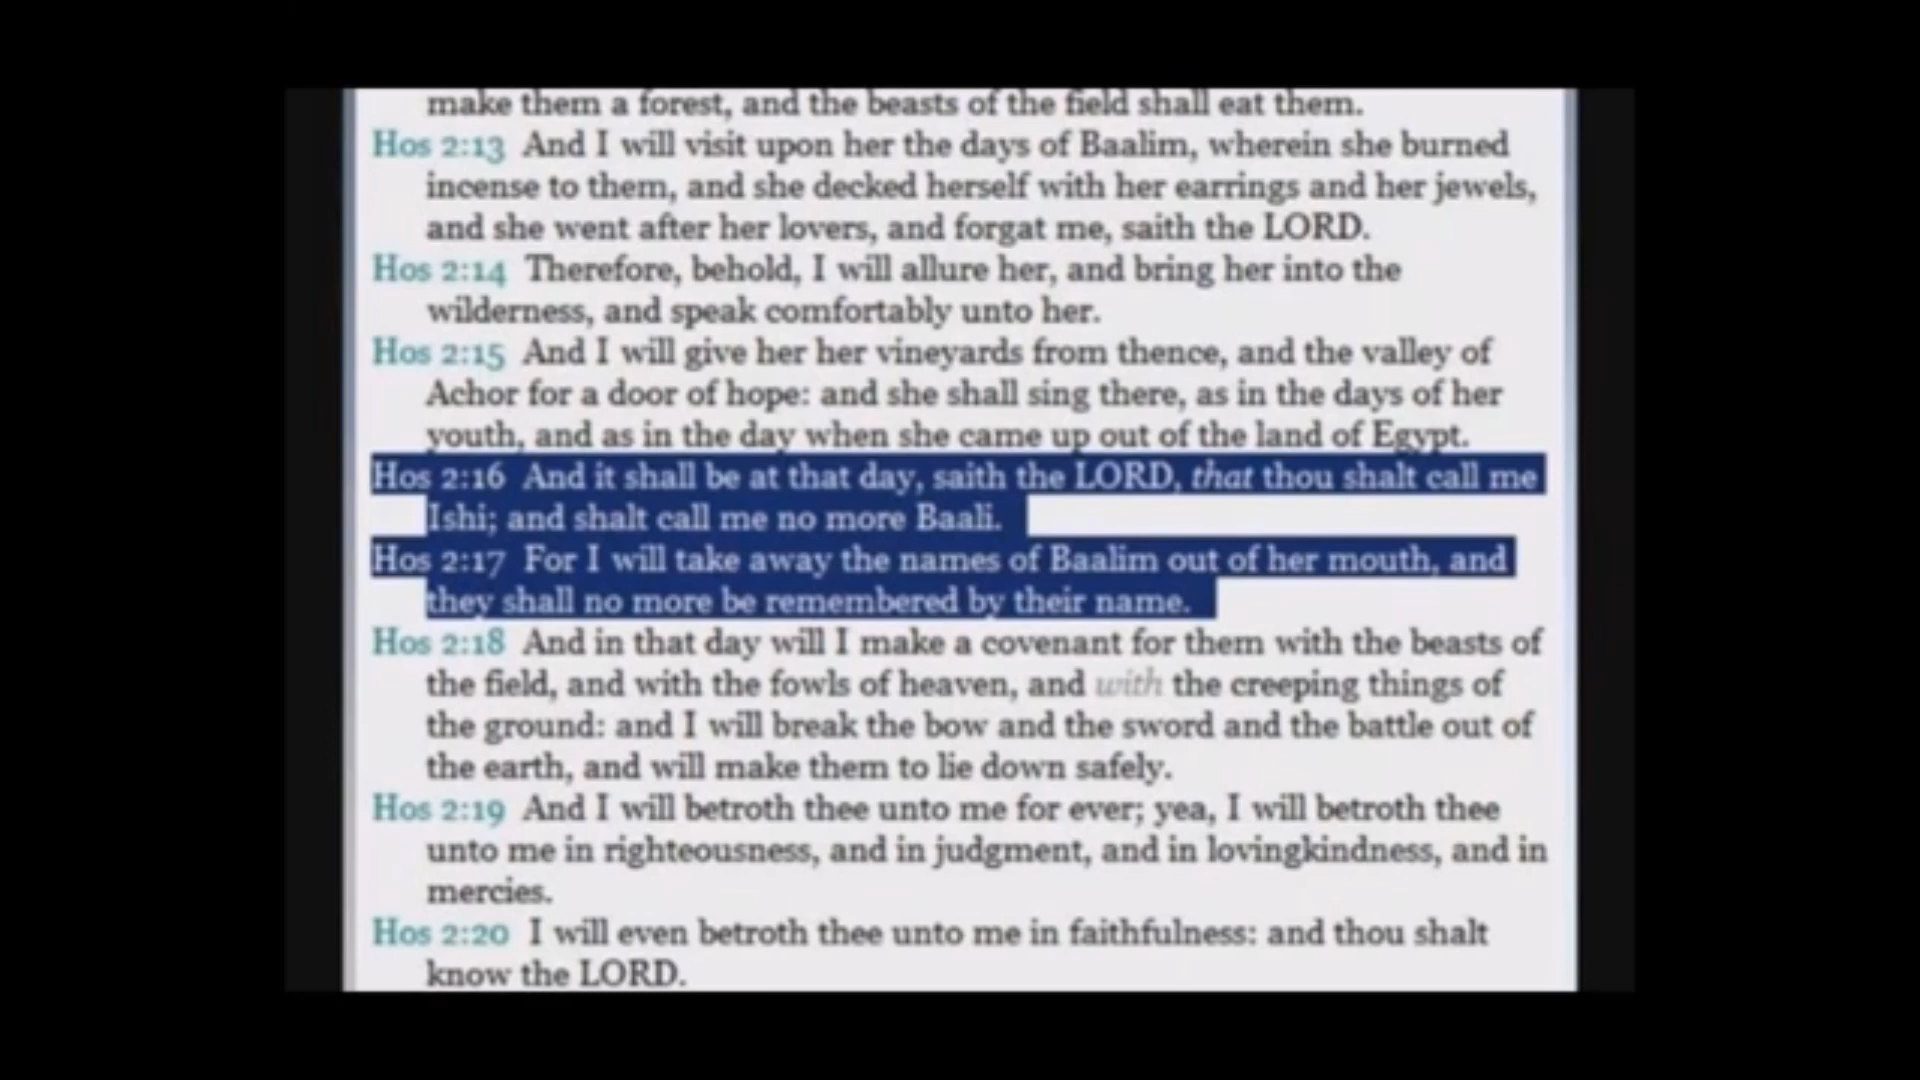 make them a forest, and the beasts of the field shall eat them.
Hos 2:13 And I will visit upon her the days of Baalim, wherein she burned
incense to them, and she decked herself with her earrings and her jewels,
and she went after her lovers, and forgat me, saith the LORD.
Hos 2:14 Therefore, behold, I will allure her, and bring her into the
wilderness, and speak comfortably unto her.
Hos 2:15 And I will give her her vineyards from thence, and the valley of
Achor for a door of hope: and she shall sing there, as in the days of her
youth, and as in the day when she came up out of the land of Egypt.
Hos 2:16 And it shall be at that day, saith the LORD, that thou shalt call me
Ishi; and shalt call me no more Baali.
Hos 2:17 For I will take away the names of Baalim out of her mouth, and
they shall no more be remembered by their name.
Hos 2:18 And in that day will I make a covenant for them with the beasts of
the field, and with the fowls of heaven, and with the creeping things of
the ground: and I will break the bow and the sword and the battle out of
the earth, and will make them to lie down safely.
Hos 2:19 And I will betroth thee unto me for ever; yea, I will betroth thee
unto me in righteousness, and in judgment, and in lovingkindness, and in
mercies.
Hos 2:20 I will even betroth thee unto me in faithfulness: and thou shalt
know the LORD.